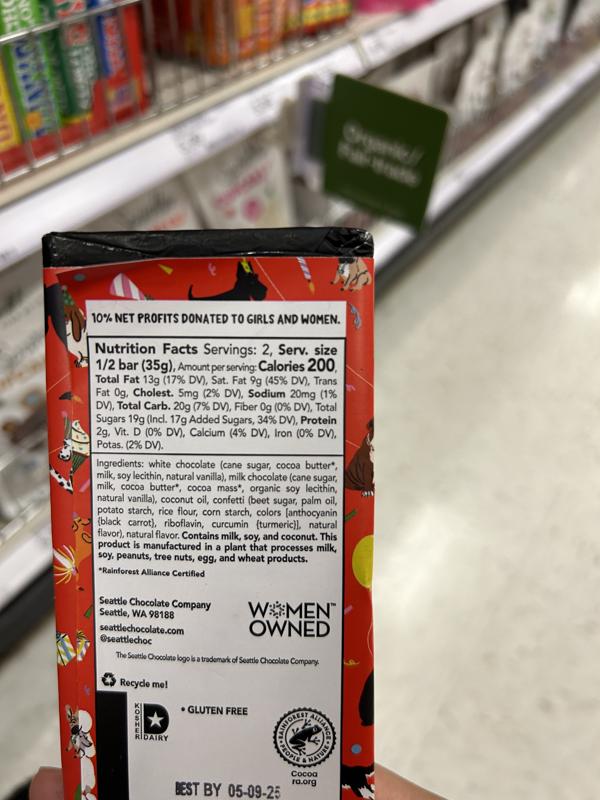 Organic/
Fair trade
10% NET PROFITS DONATED TO GIRLS AND WOMEN.
Nutrition Facts Servings: 2, Serv. size
1/2 bar (35g), Amount per serving: Calories 200,
Total Fat 13g (17% DV), Sat. Fat 9g (45% DV), Trans
Fat 0g, Cholest. 5mg (2% DV), Sodium 20mg (1%
DV), Total Carb. 20g (7% DV), Fiber 0g (0% DV), Total
Sugars 19g (Incl. 17g Added Sugars, 34% DV), Protein
2g, Vit. D (0% DV), Calcium (4% DV), Iron (0% DV),
Potas. (2% DV).
Ingredients: white chocolate (cane sugar, cocoa butter*,
milk, soy lecithin, natural vanilla), milk chocolate (cane sugar,
milk, cocoa butter*, cocoa mass*, organic soy lecithin,
natural vanilla), coconut oil, confetti (beet sugar, palm oil,
potato starch, rice flour, corn starch, colors [anthocyanin
{black carrot}, riboflavin, curcumin {turmeric}], natural
flavor), natural flavor. Contains milk, soy, and coconut. This
product is manufactured in a plant that processes milk,
soy, peanuts, tree nuts, egg, and wheat products.
*Rainforest Alliance Certified
Seattle Chocolate Company
Seattle, WA 98188
seattlechocolate.com
@seattlechoc
WOMEN™
OWNED
The Seattle Chocolate logo is a trademark of Seattle Chocolate Company.
Recycle me!
KOSHER
D
DAIRY
• GLUTEN FREE
RAINFOREST ALLIANCE
PEOPLE & NATURE
Cocoa
ra.org
BEST BY 05-09-25